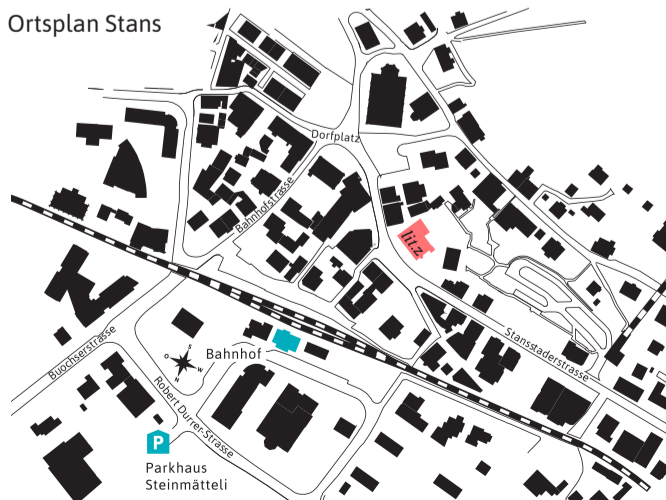 Ortsplan Stans
Dorfplatz
Bahnhofstrasse
lit.z
Stansstaderstrasse
Buochserstrasse
S
O
W
N
Bahnhof
Robert Durrer-Strasse
P
Parkhaus
Steinmätteli